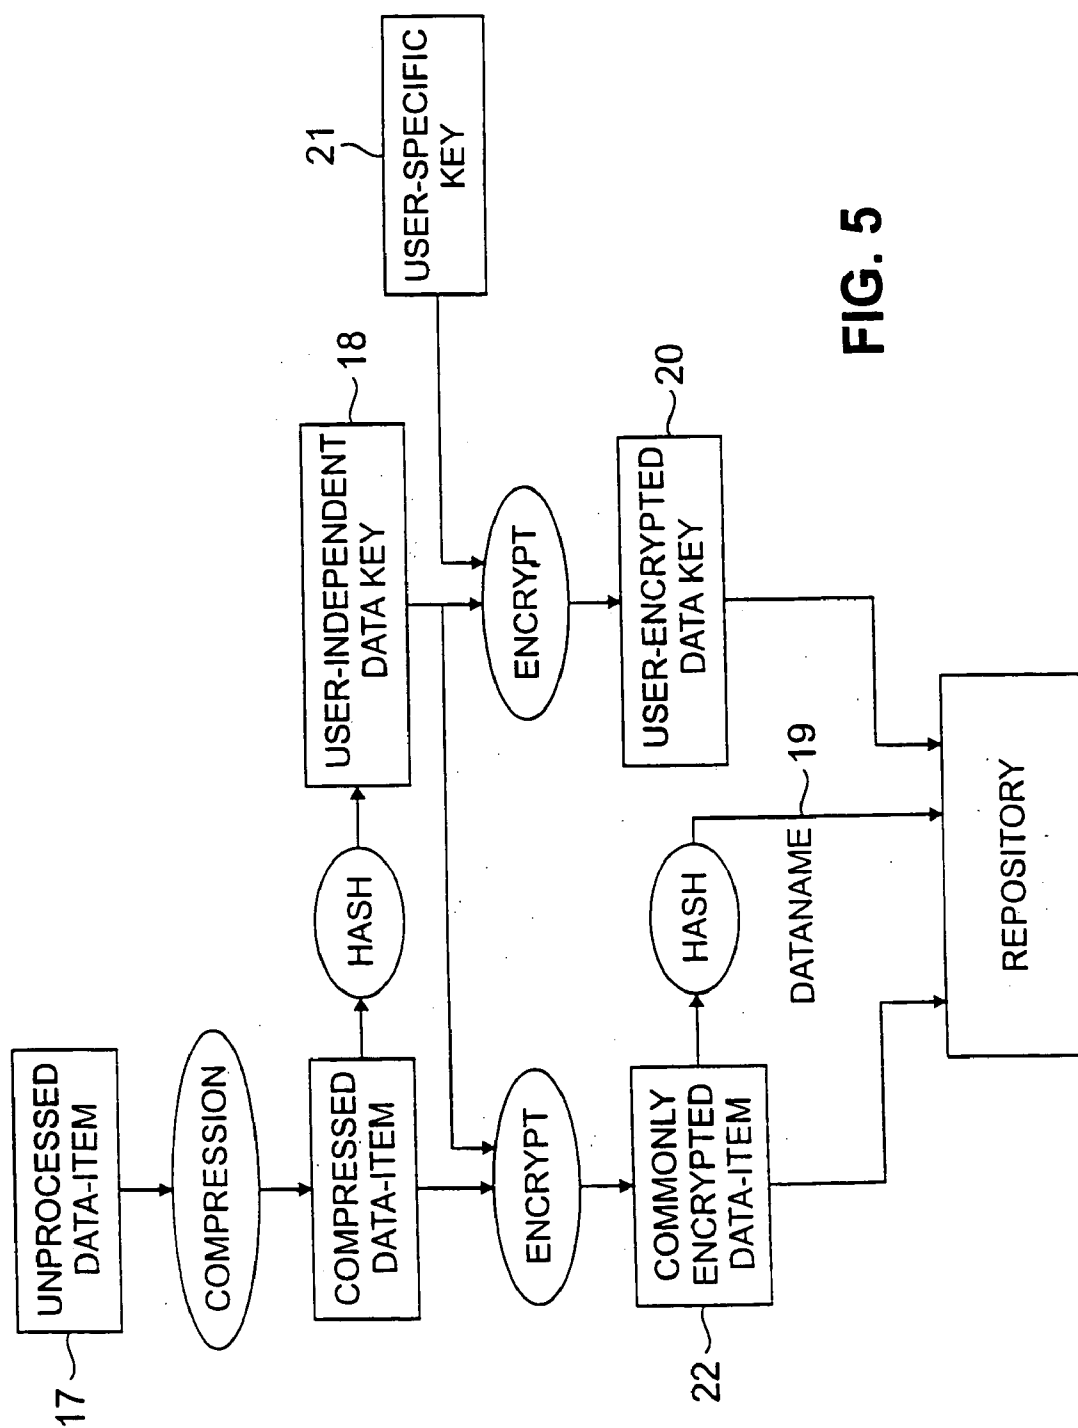 17
UNPROCESSED
DATA-ITEM
COMPRESSION
COMPRESSED
DATA-ITEM
HASH
USER-INDEPENDENT
DATA KEY
18
21
USER-SPECIFIC
KEY
ENCRYPT
ENCRYPT
22
COMMONLY
ENCRYPTED
DATA-ITEM
HASH
DATANAME
19
USER-ENCRYPTED
DATA KEY
20
REPOSITORY
FIG. 5